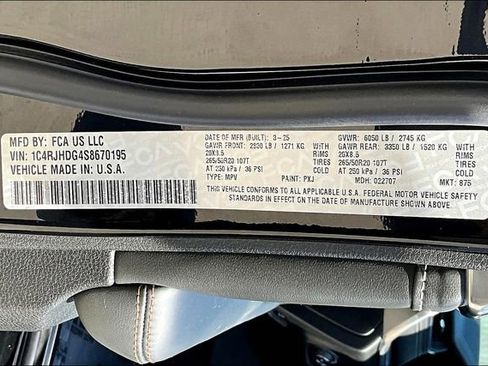 MFD BY: FCA US LLC
VIN: 1C4RJHDG4S8670195
VEHICLE MADE IN: U.S.A.
DATE OF MFR (BUILT): 3-25 GVWR: 6050 LB / 2745 KG
GAWR FRONT: 2800 LB / 1271 KG WITH GAWR REAR: 3350 LB / 1520 KG WITH
20X8.5 RIMS 20X8.5 RIMS
265/50R20 107T TIRES 265/50R20 107T TIRES
AT 250 kPa / 36 PSI AT 250 kPa / 36 PSI
TYPE: MPV PAINT: PXJ MDH: 022707 MKT: 875
THIS VEHICLE CONFORMS TO ALL APPLICABLE U.S.A. FEDERAL MOTOR VEHICLE SAFETY
STANDARDS IN EFFECT ON THE DATE OF MANUFACTURE SHOWN ABOVE.